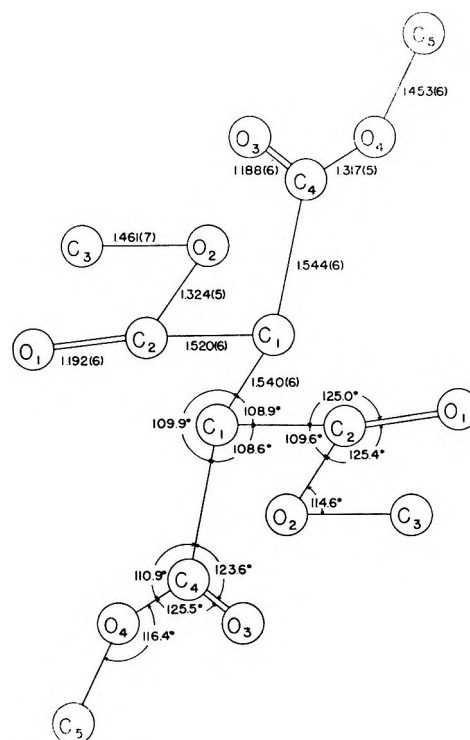 C5
1.453(6)
O3 O4
1.188(6) C4 1.317(5)
C3 1.461(7) O2
1.544(6)
1.324(5)
O1 1.192(6) C2 1.520(6) C1
1.540(6)
109.9° C1 108.9° 125.0° C2 O1
108.6° 109.6° 125.4°
O2 114.6° C3
110.9° C4 123.6°
O4 125.5° O3
116.4°
C5